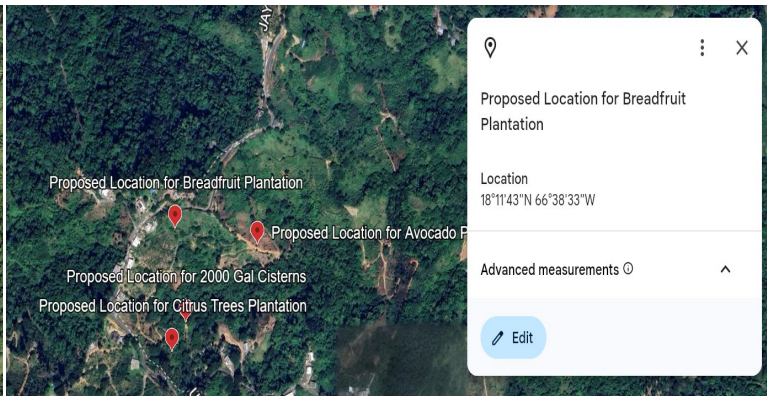 JAY
Proposed Location for Breadfruit Plantation
Proposed Location for Avocado P
Proposed Location for 2000 Gal Cisterns
Proposed Location for Citrus Trees Plantation
Proposed Location for Breadfruit
Plantation
Location
18°11'43"N 66°38'33"W
Advanced measurements
Edit